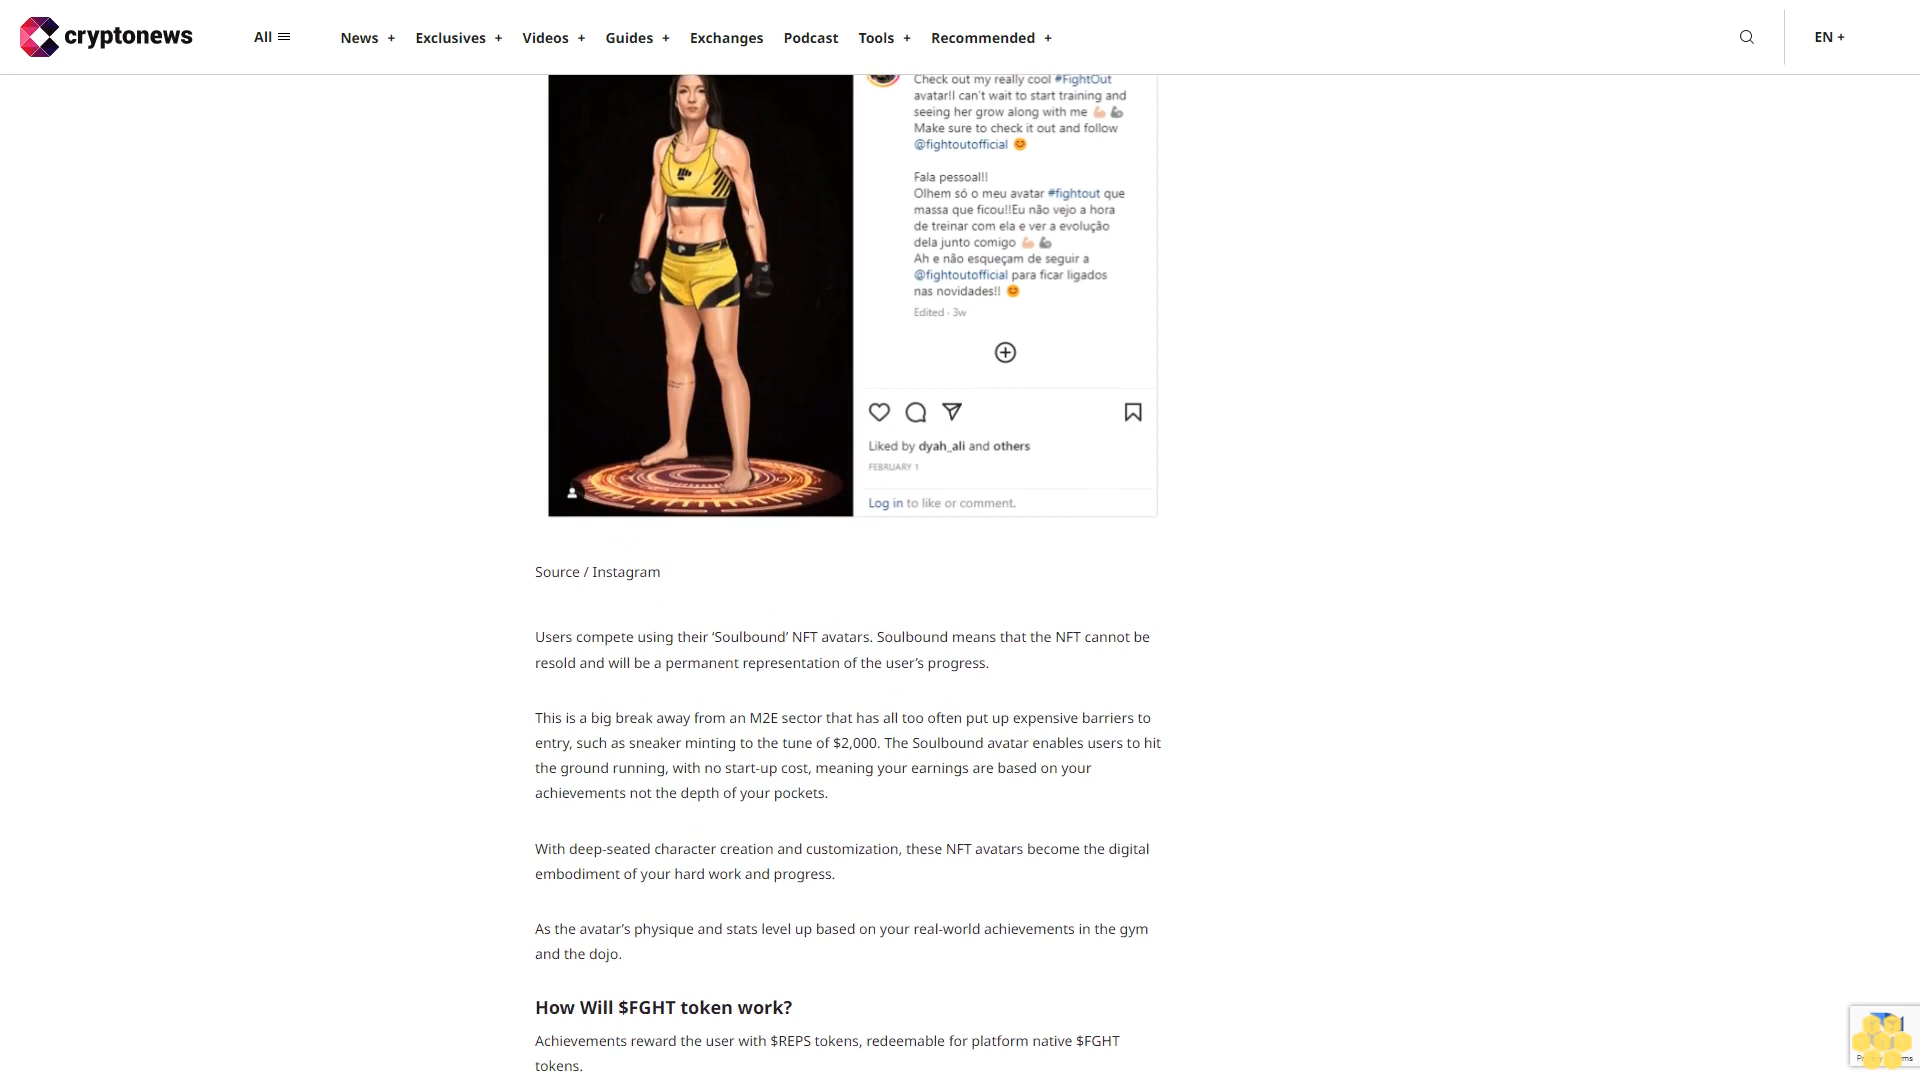 cryptonews
All
News +
Exclusives +
Videos +
Guides +
Exchanges
Podcast
Tools +
Recommended +
EN +
Check out my really cool #FightOut
avatar!I can't wait to start training and
seeing her grow along with me 💪🏼 🦾
Make sure to check it out and follow
@fightoutofficial 😊
Fala pessoal!!
Olhem só o meu avatar #fightout que
massa que ficou!!Eu não vejo a hora
de treinar com ela e ver a evolução
dela junto comigo 💪🏼 🦾
Ah e não esqueçam de seguir a
@fightoutofficial para ficar ligados
nas novidades!! 😊
Edited · 3w
Liked by dyah_ali and others
FEBRUARY 1
Log in to like or comment.
Source / Instagram
Users compete using their ‘Soulbound’ NFT avatars. Soulbound means that the NFT cannot be
resold and will be a permanent representation of the user’s progress.
This is a big break away from an M2E sector that has all too often put up expensive barriers to
entry, such as sneaker minting to the tune of $2,000. The Soulbound avatar enables users to hit
the ground running, with no start-up cost, meaning your earnings are based on your
achievements not the depth of your pockets.
With deep-seated character creation and customization, these NFT avatars become the digital
embodiment of your hard work and progress.
As the avatar’s physique and stats level up based on your real-world achievements in the gym
and the dojo.
How Will $FGHT token work?
Achievements reward the user with $REPS tokens, redeemable for platform native $FGHT
tokens.